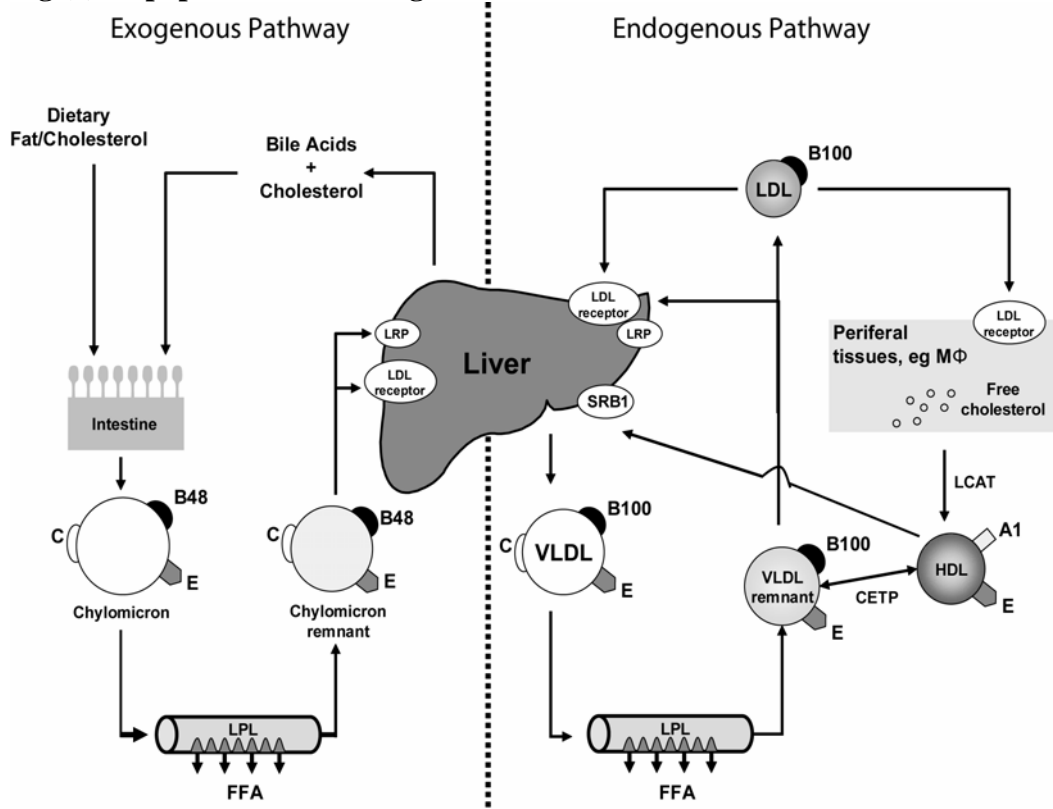 Exogenous Pathway
Endogenous Pathway
Dietary
Fat/Cholesterol
Bile Acids
+
Cholesterol
B100
LDL
LDL
receptor
LRP
LRP
LDL
receptor
Liver
SRB1
LDL
receptor
Periferal
tissues, eg MΦ
Free
cholesterol
Intestine
LCAT
B48
C
E
Chylomicron
B48
E
Chylomicron
remnant
B100
C
VLDL
E
B100
VLDL
remnant
E
CETP
A1
HDL
E
LPL
FFA
LPL
FFA